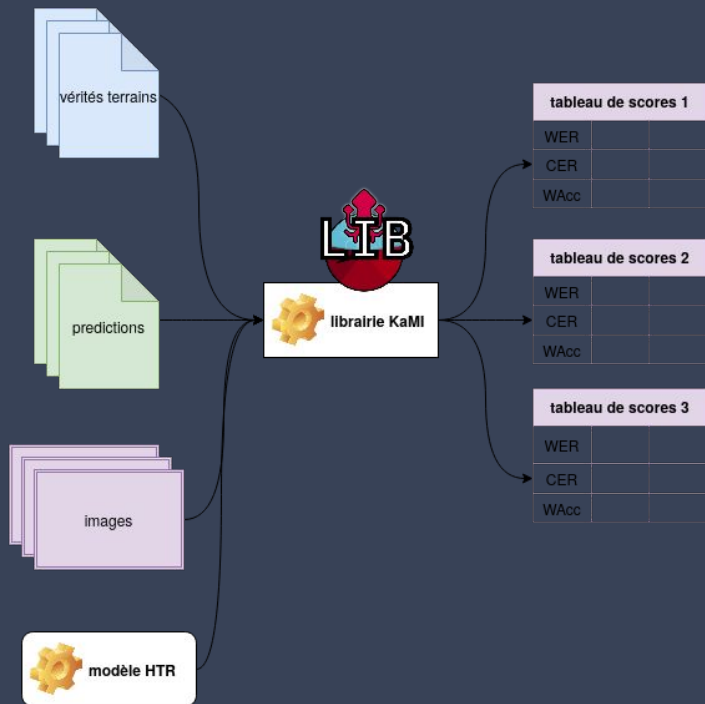 vérités terrains
predictions
images
modèle HTR
LIB
librairie KaMI
tableau de scores 1
WER
CER
WAcc
tableau de scores 2
WER
CER
WAcc
tableau de scores 3
WER
CER
WAcc